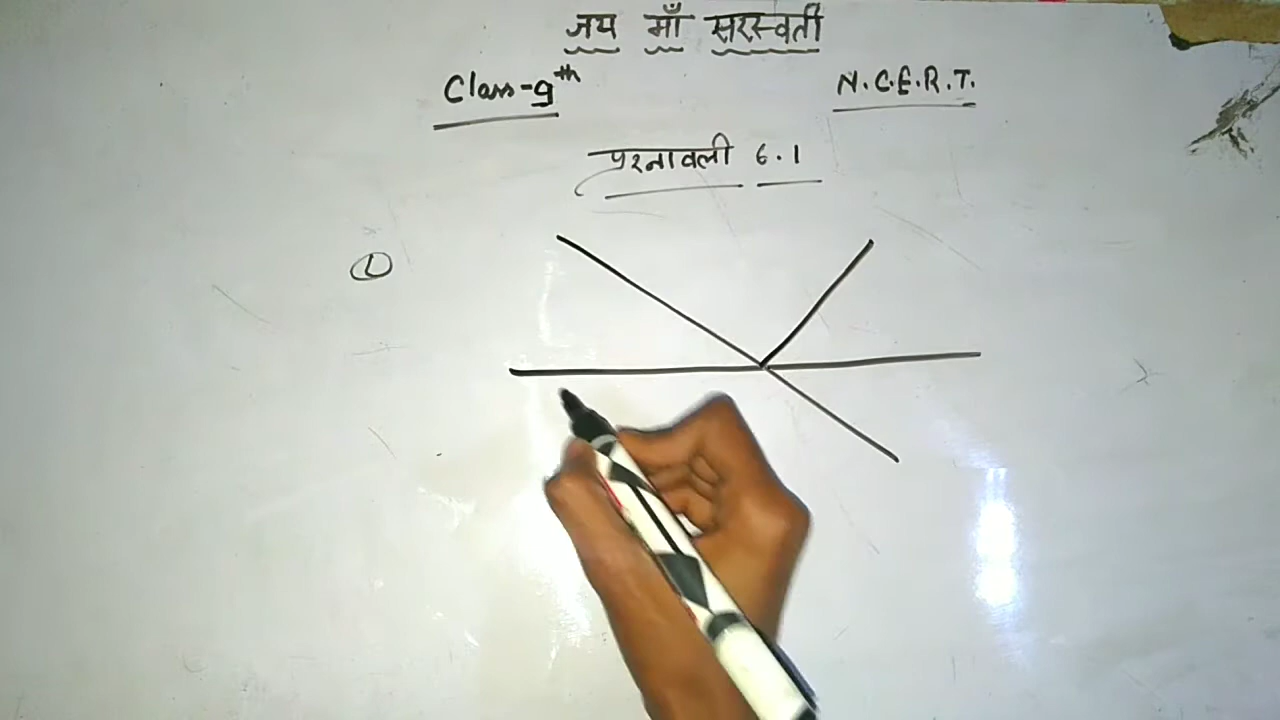 जय माँ सरस्वती
Class-9th N.C.E.R.T.
प्रश्नावली 6.1
①